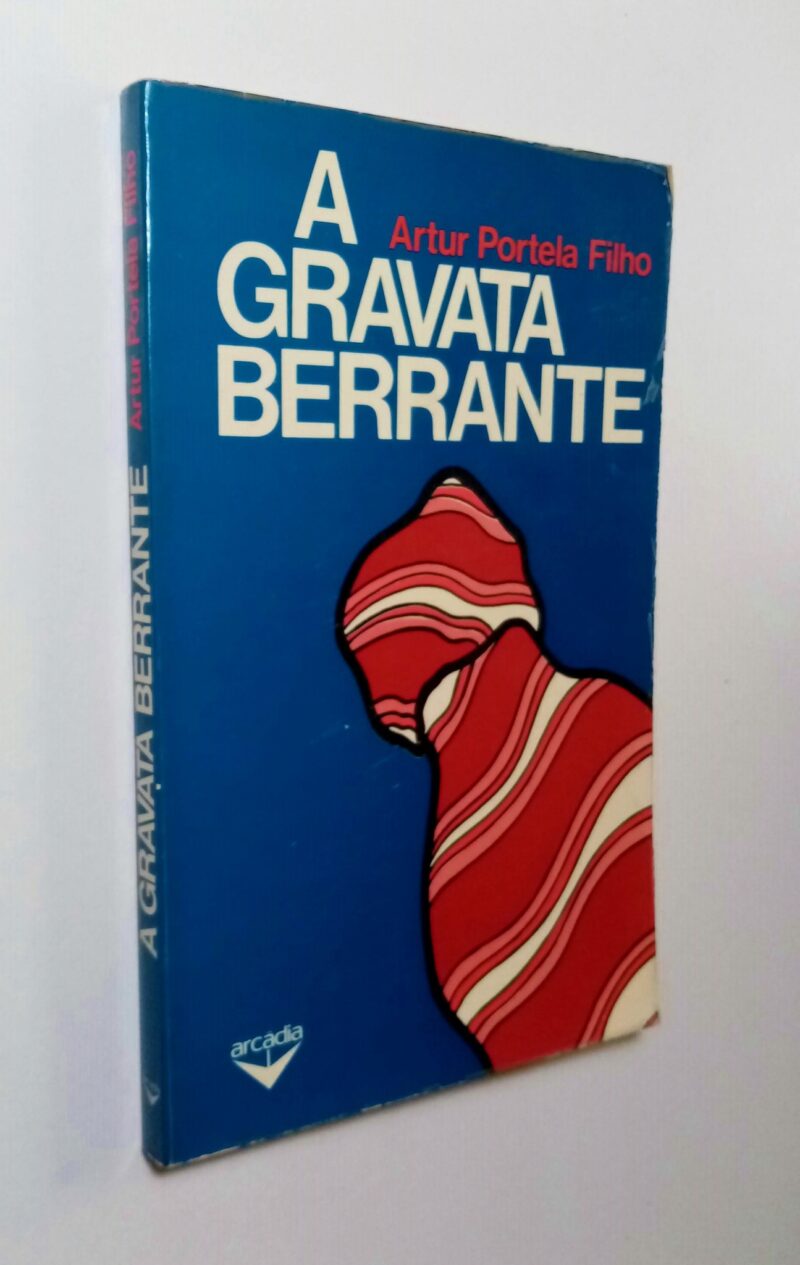 A
Artur Portela Filho
GRAVATA
BERRANTE
arcádia
A GRAVATA BERRANTE Artur Portela Filho